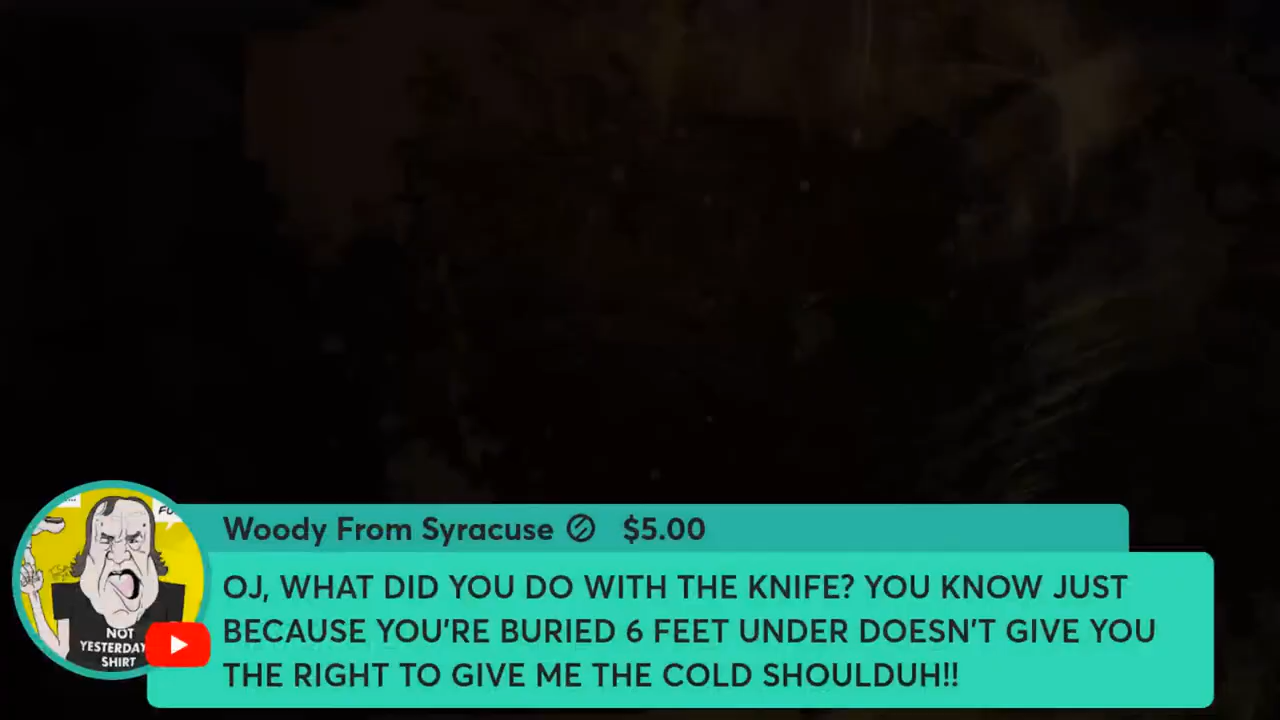 Woody From Syracuse $5.00
OJ, WHAT DID YOU DO WITH THE KNIFE? YOU KNOW JUST
BECAUSE YOU'RE BURIED 6 FEET UNDER DOESN'T GIVE YOU
THE RIGHT TO GIVE ME THE COLD SHOULDUH!!
NOT
YESTERDAY
SHIRT